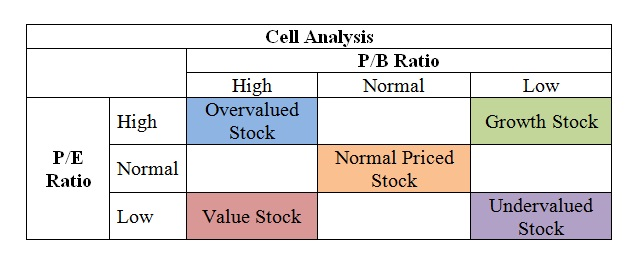 Cell Analysis
P/B Ratio
High Normal Low
P/E
Ratio
High
Overvalued
Stock
Growth Stock
Normal
Normal Priced
Stock
Low
Value Stock
Undervalued
Stock